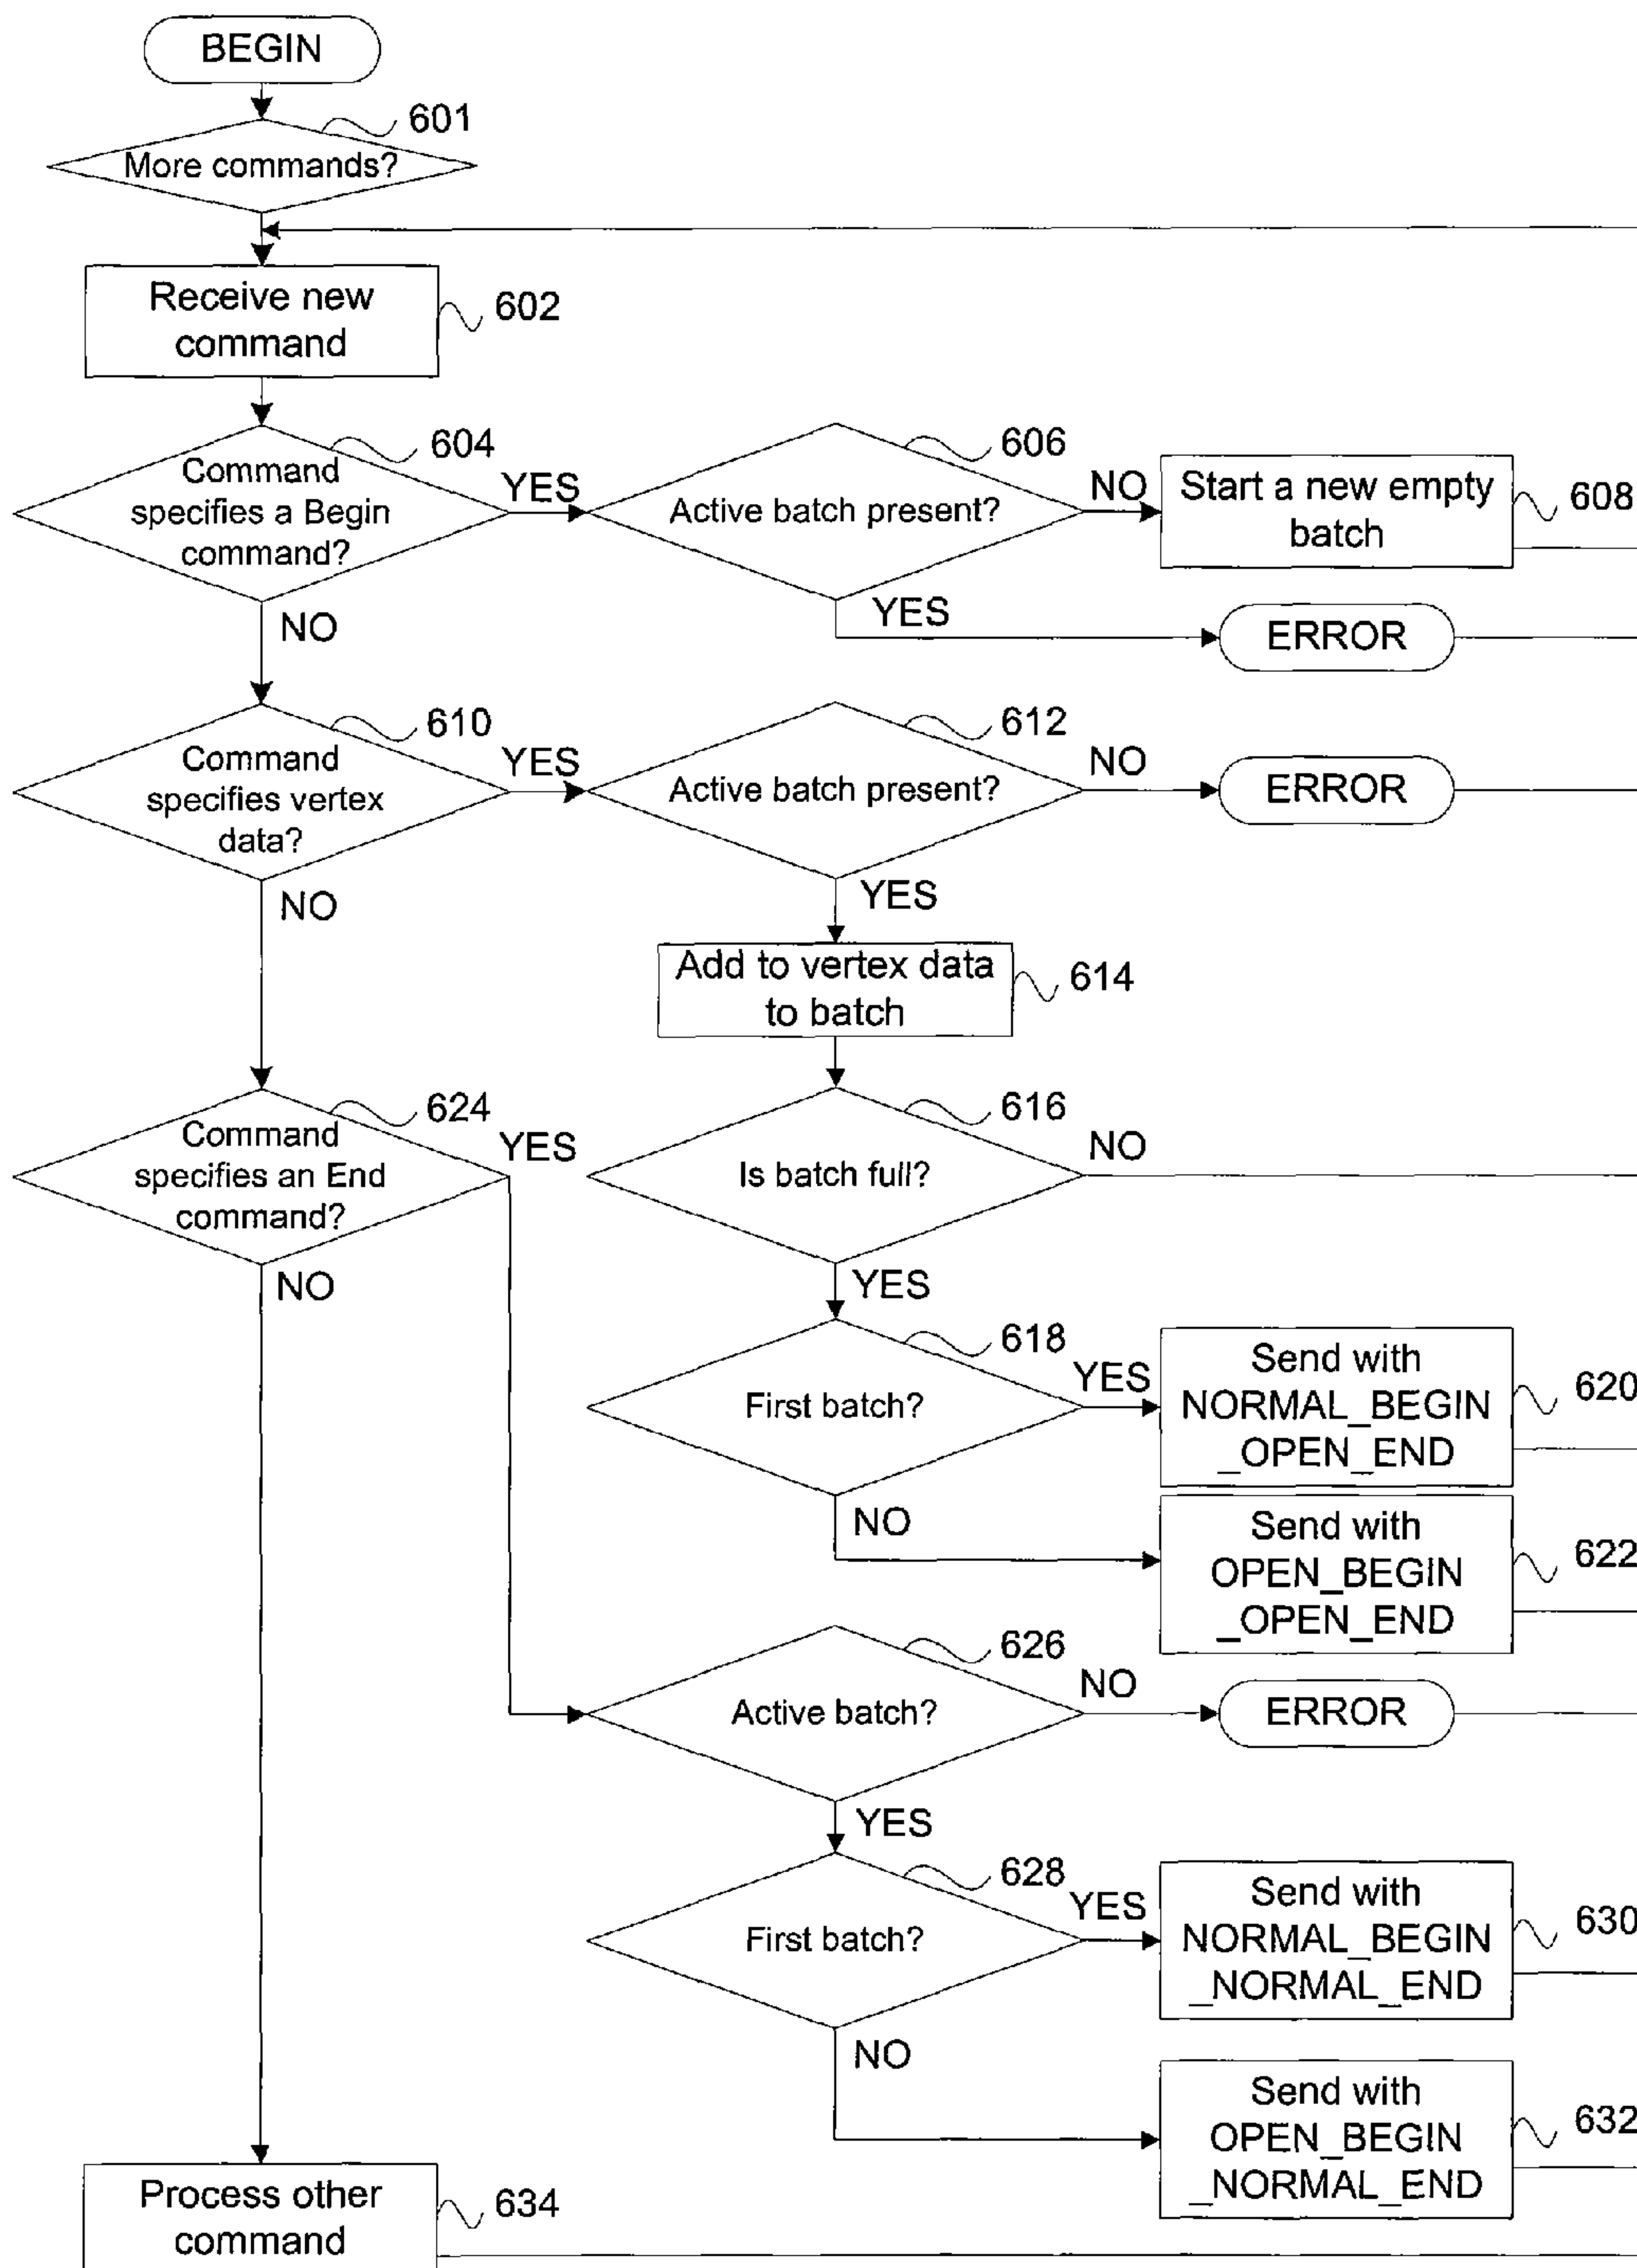 BEGIN
601
More commands?
Receive new
command
602
604
Command
specifies a Begin
command?
YES
NO
606
Active batch present?
NO
YES
Start a new empty
batch
608
ERROR
610
Command
specifies vertex
data?
YES
NO
612
Active batch present?
NO
YES
ERROR
Add to vertex data
to batch
614
624
Command
specifies an End
command?
YES
NO
616
Is batch full?
NO
YES
618
First batch?
YES
NO
Send with
NORMAL_BEGIN
_OPEN_END
620
Send with
OPEN_BEGIN
_OPEN_END
622
626
Active batch?
NO
YES
ERROR
628
First batch?
YES
NO
Send with
NORMAL_BEGIN
_NORMAL_END
630
Send with
OPEN_BEGIN
_NORMAL_END
632
Process other
command
634